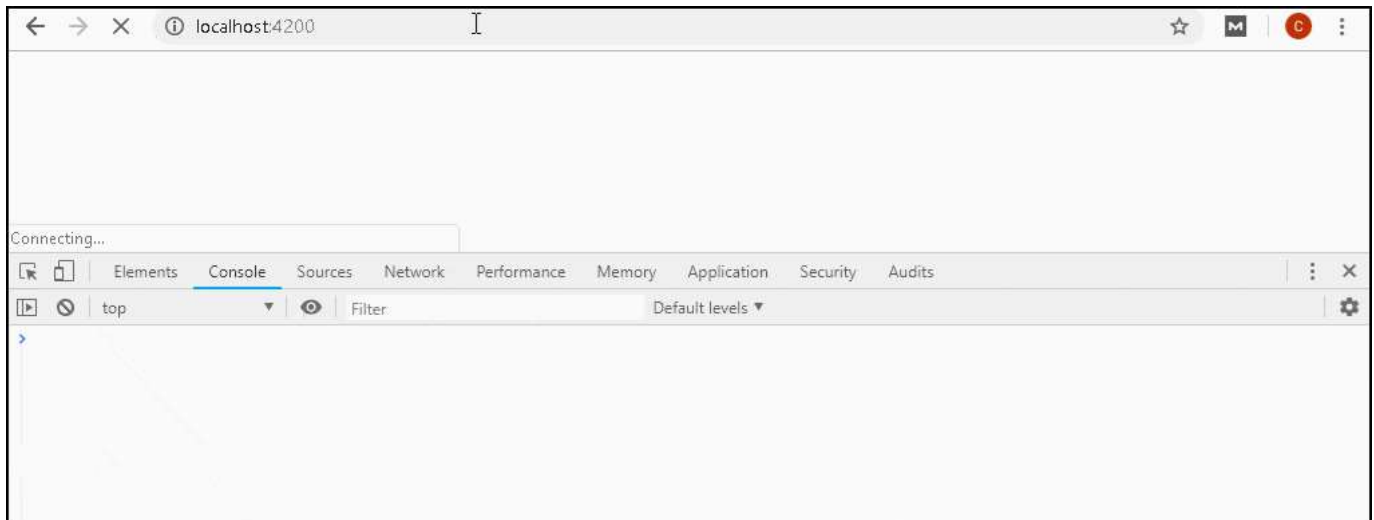 localhost:4200 M C
Connecting...
Elements Console Sources Network Performance Memory Application Security Audits
top Filter Default levels